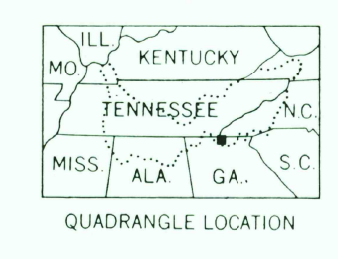 ILL.
KENTUCKY
MO.
TENNESSEE
N.C.
MISS.
ALA.
GA.
S.C.
QUADRANGLE LOCATION